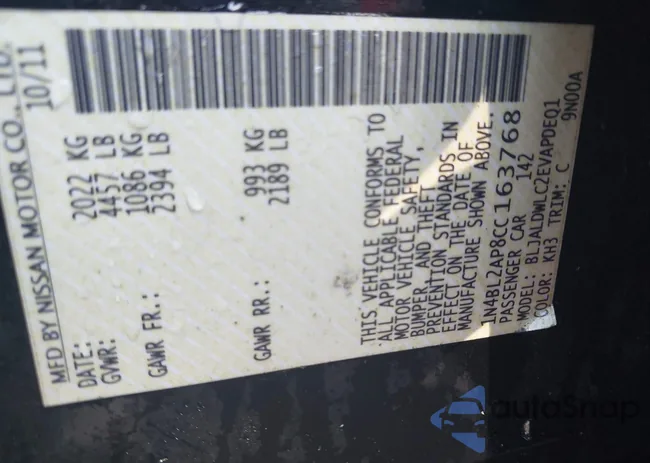 MFD BY NISSAN MOTOR CO., LTD.
DATE: 10/11
GVWR: 2022 KG
4457 LB
GAWR FR.: 1086 KG
2394 LB
GAWR RR.: 993 KG
2189 LB
THIS VEHICLE CONFORMS TO
ALL APPLICABLE FEDERAL
MOTOR VEHICLE SAFETY,
BUMPER, AND THEFT
PREVENTION STANDARDS IN
EFFECT ON THE DATE OF
MANUFACTURE SHOWN ABOVE.
1N4BL2AP8CC163768
PASSENGER CAR 142
MODEL: BLJALDWLC2EVAPDEQ1
COLOR: KH3 TRIM: C 9N00A
autoSnap